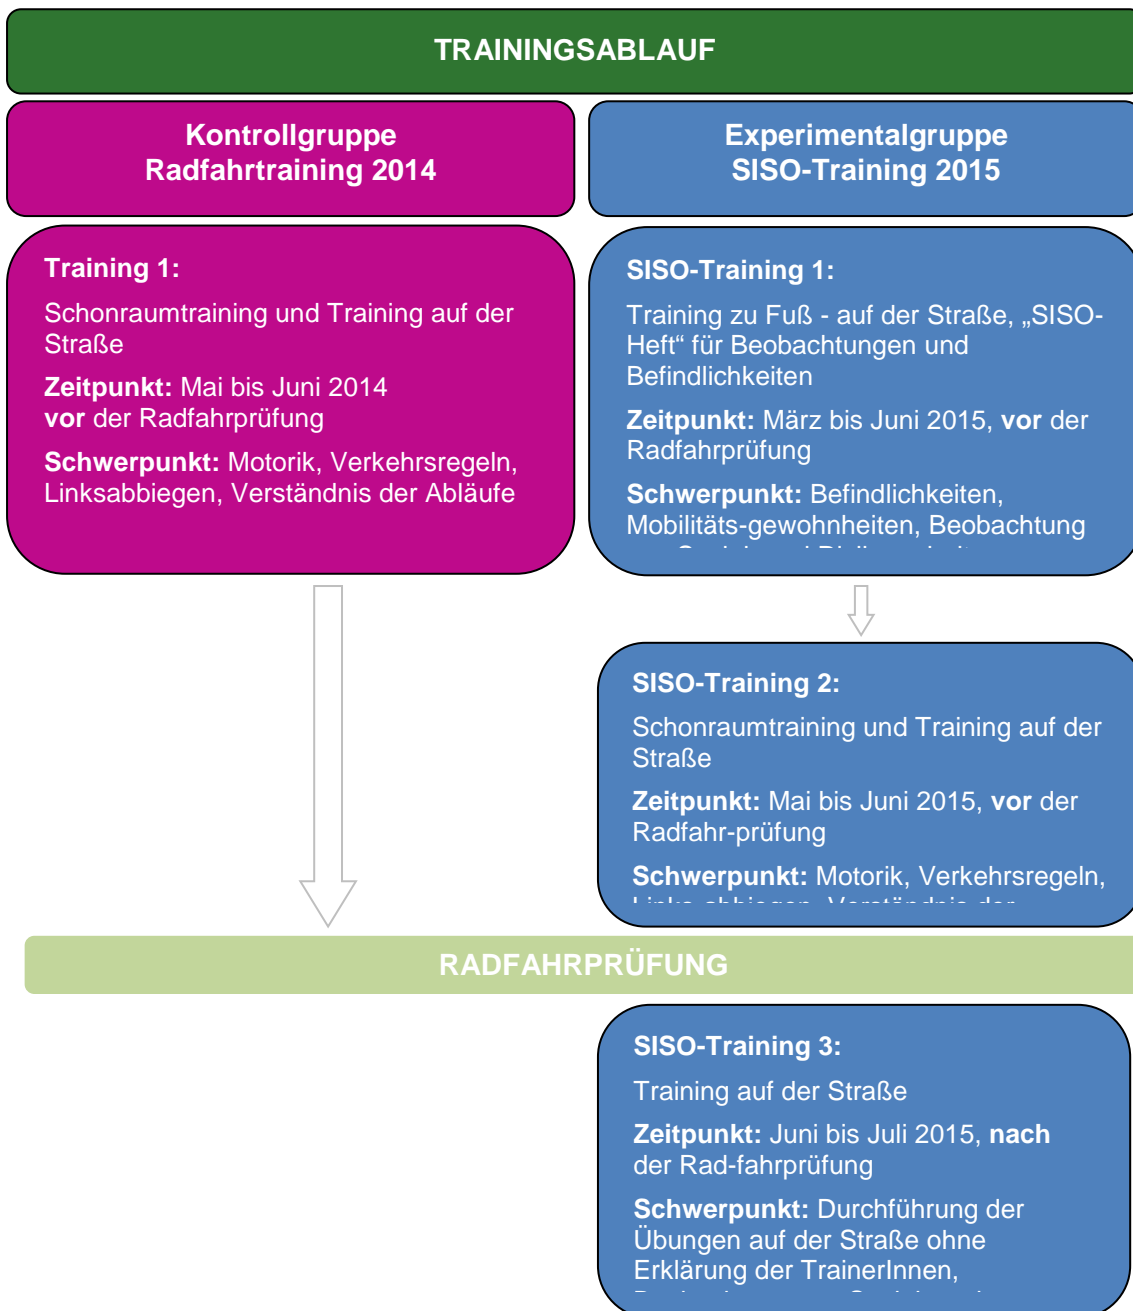 TRAININGSABLAUF
Kontrollgruppe
Radfahrtraining 2014
Experimentalgruppe
SISO-Training 2015
Training 1:
Schonraumtraining und Training auf der
Straße
Zeitpunkt: Mai bis Juni 2014
vor der Radfahrprüfung
Schwerpunkt: Motorik, Verkehrsregeln,
Linksabbiegen, Verständnis der Abläufe
SISO-Training 1:
Training zu Fuß - auf der Straße, „SISO-
Heft“ für Beobachtungen und
Befindlichkeiten
Zeitpunkt: März bis Juni 2015, vor der
Radfahrprüfung
Schwerpunkt: Befindlichkeiten,
Mobilitäts-gewohnheiten, Beobachtung
SISO-Training 2:
Schonraumtraining und Training auf der
Straße
Zeitpunkt: Mai bis Juni 2015, vor der
Radfahr-prüfung
Schwerpunkt: Motorik, Verkehrsregeln,
RADFAHRPRÜFUNG
SISO-Training 3:
Training auf der Straße
Zeitpunkt: Juni bis Juli 2015, nach
der Rad-fahrprüfung
Schwerpunkt: Durchführung der
Übungen auf der Straße ohne
Erklärung der TrainerInnen,